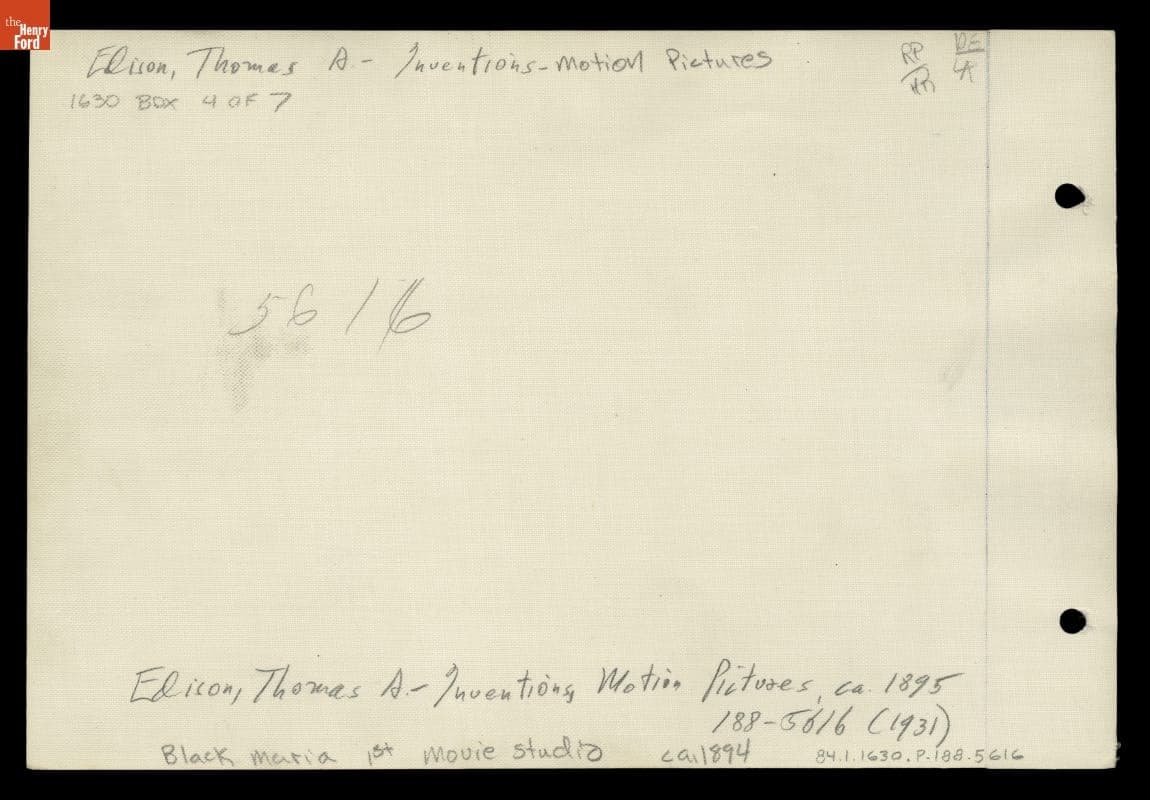 the Henry Ford
Edison, Thomas A.- Inventions-Motion Pictures
1630 BOX 4 OF 7
RP
HR
DE
LA
5616
Edison, Thomas A.- Inventions, Motion Pictures, ca. 1895
188-5616 (1931)
Black maria 1st Movie studio ca.1894
84.1.1630.P.188.5616